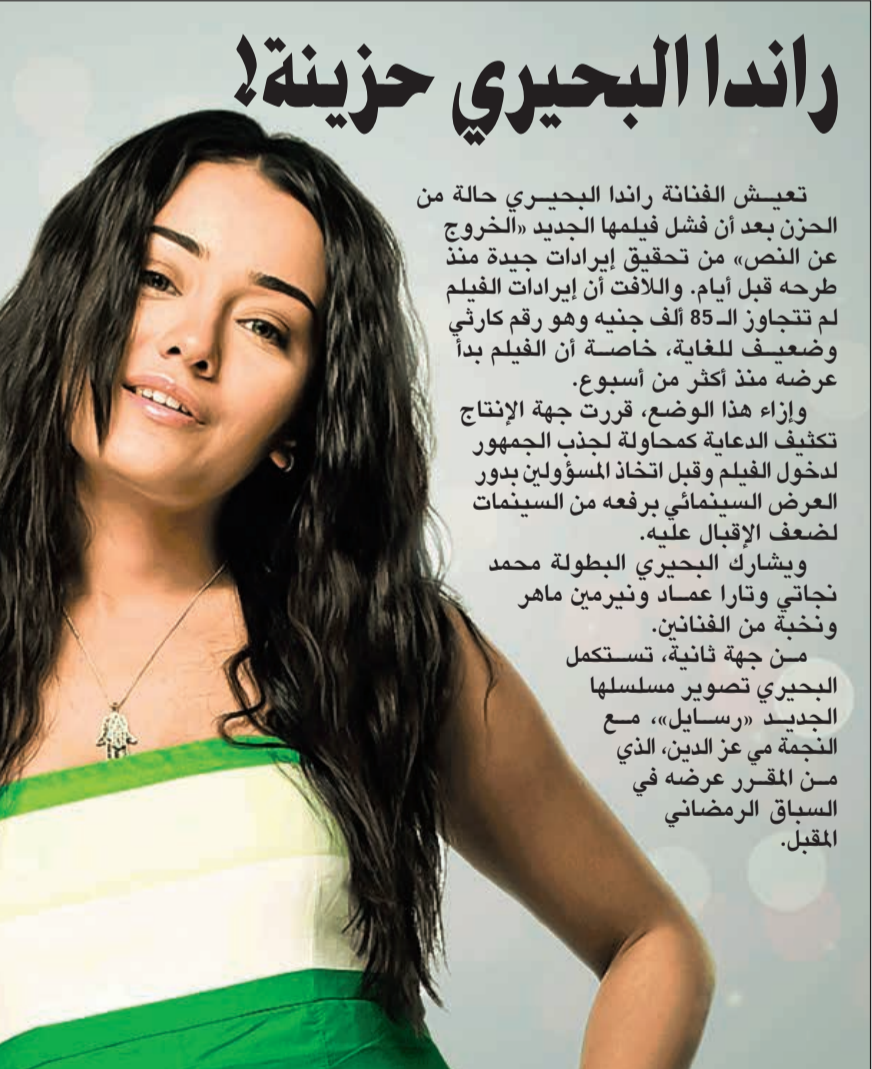 راندا البحيري حزينة!
تعيش الفنانة راندا البحيري حالة من
الحزن بعد أن فشل فيلمها الجديد «الخروج
عن النص» من تحقيق إيرادات جيدة منذ
طرحه قبل أيام. واللافت أن إيرادات الفيلم
لم تتجاوز الـ 85 ألف جنيه وهو رقم كارثي
وضعيف للغاية، خاصة أن الفيلم بدأ
عرضه منذ أكثر من أسبوع.
وإزاء هذا الوضع، قررت جهة الإنتاج
تكثيف الدعاية كمحاولة لجذب الجمهور
لدخول الفيلم وقبل اتخاذ المسؤولين بدور
العرض السينمائي برفعه من السينمات
لضعف الإقبال عليه.
ويشارك البحيري البطولة محمد
نجاتي وتارا عماد ونيرمين ماهر
ونخبة من الفنانين.
من جهة ثانية، تستكمل
البحيري تصوير مسلسلها
الجديد «رسايل»، مع
النجمة مي عز الدين، الذي
من المقرر عرضه في
السباق الرمضاني
المقبل.